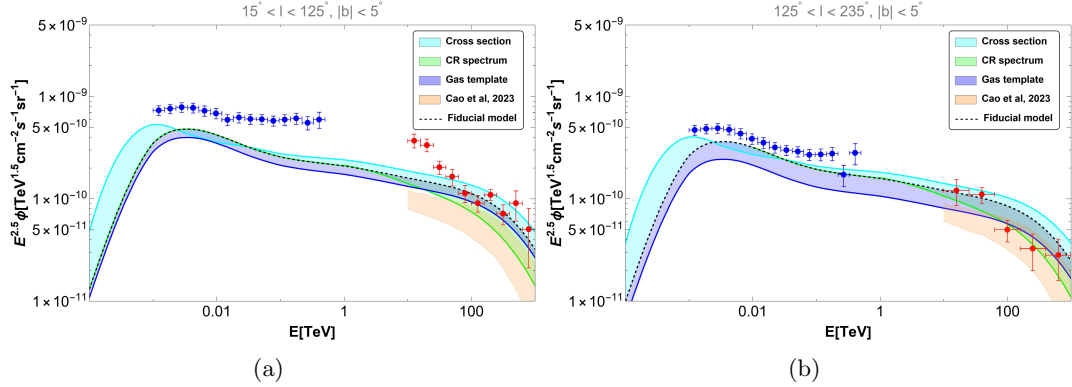 15° < l < 125°, |b| < 5°
5×10⁻⁹
1×10⁻⁹
5×10⁻¹⁰
1×10⁻¹⁰
5×10⁻¹¹
1×10⁻¹¹
E^2.5 ϕ[TeV^1.5 cm⁻² s⁻¹ sr⁻¹]
Cross section
CR spectrum
Gas template
Cao et al, 2023
Fiducial model
0.01 1 100
E[TeV]
(a)
125° < l < 235°, |b| < 5°
5×10⁻⁹
1×10⁻⁹
5×10⁻¹⁰
1×10⁻¹⁰
5×10⁻¹¹
1×10⁻¹¹
E^2.5 ϕ[TeV^1.5 cm⁻² s⁻¹ sr⁻¹]
Cross section
CR spectrum
Gas template
Cao et al, 2023
Fiducial model
0.01 1 100
E[TeV]
(b)